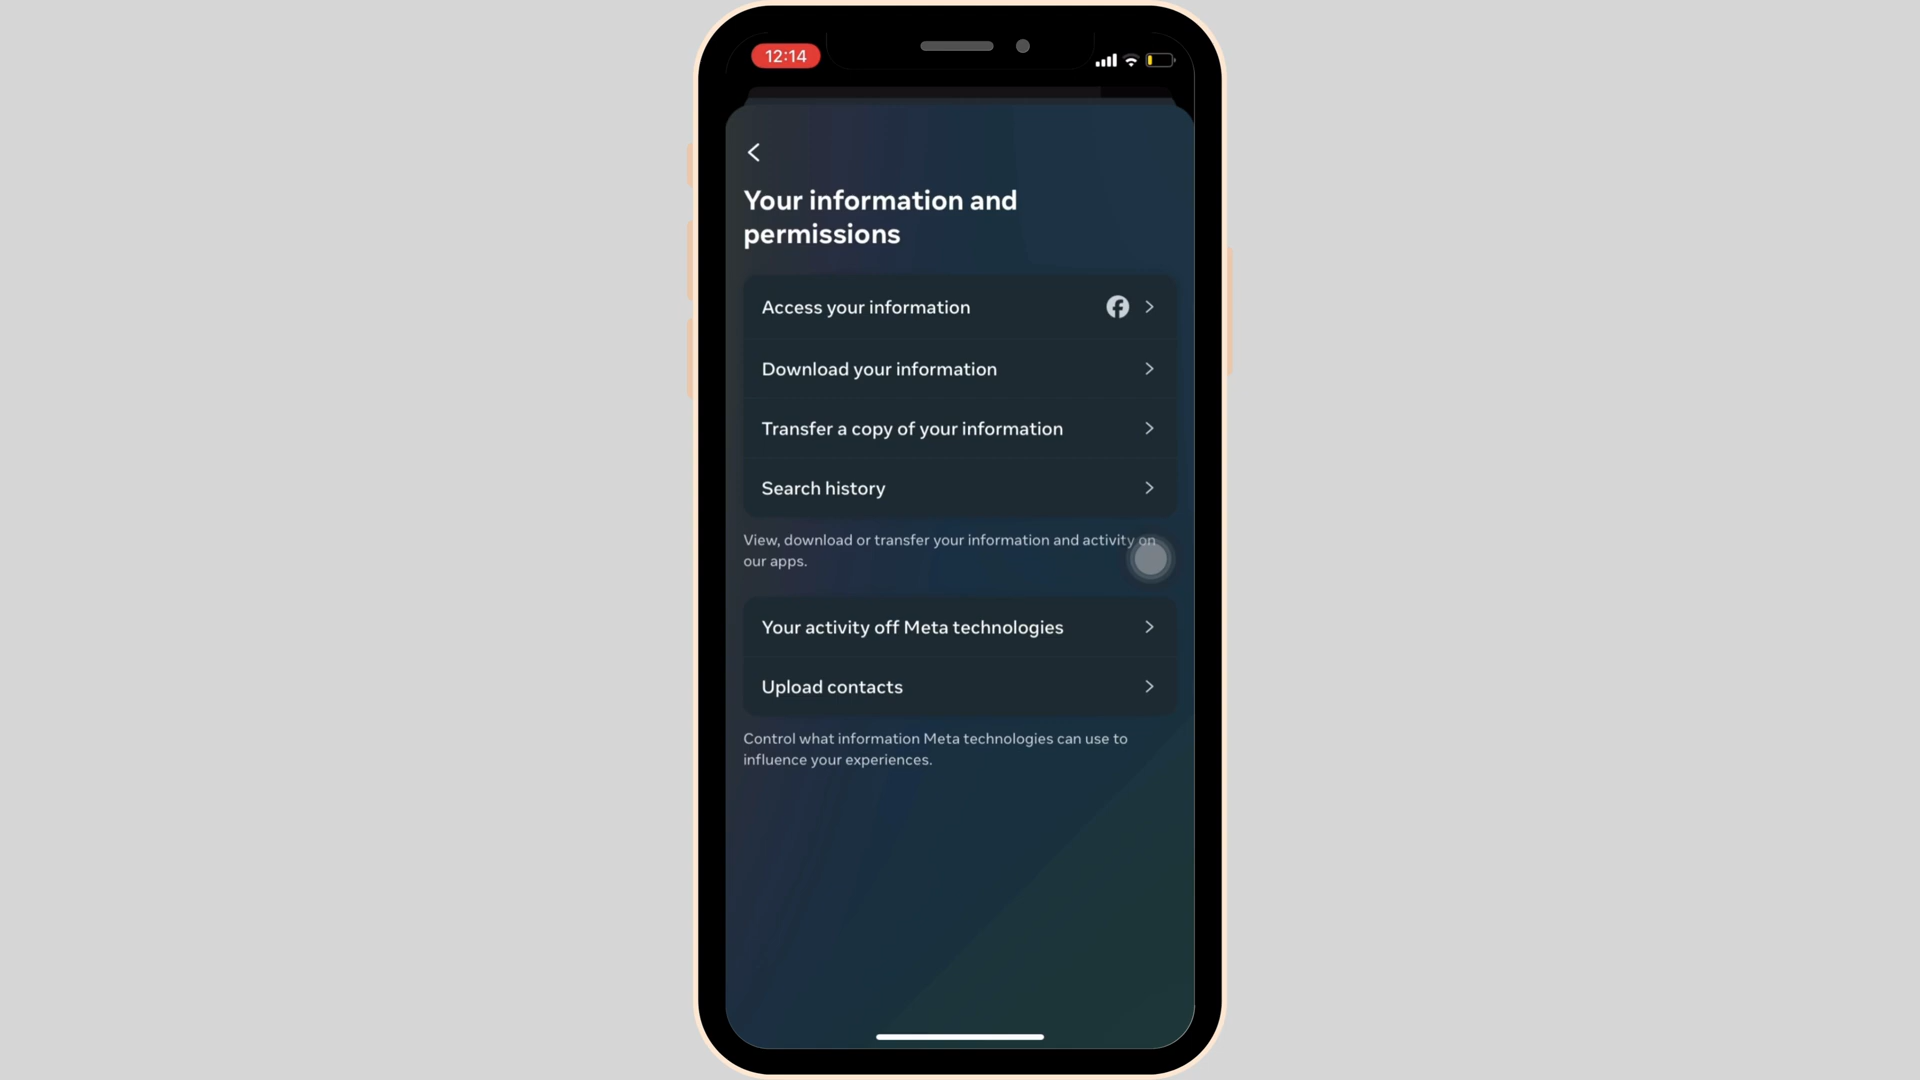 12:14
Your information and
permissions
Access your information
Download your information
Transfer a copy of your information
Search history
View, download or transfer your information and activity on
our apps.
Your activity off Meta technologies
Upload contacts
Control what information Meta technologies can use to
influence your experiences.